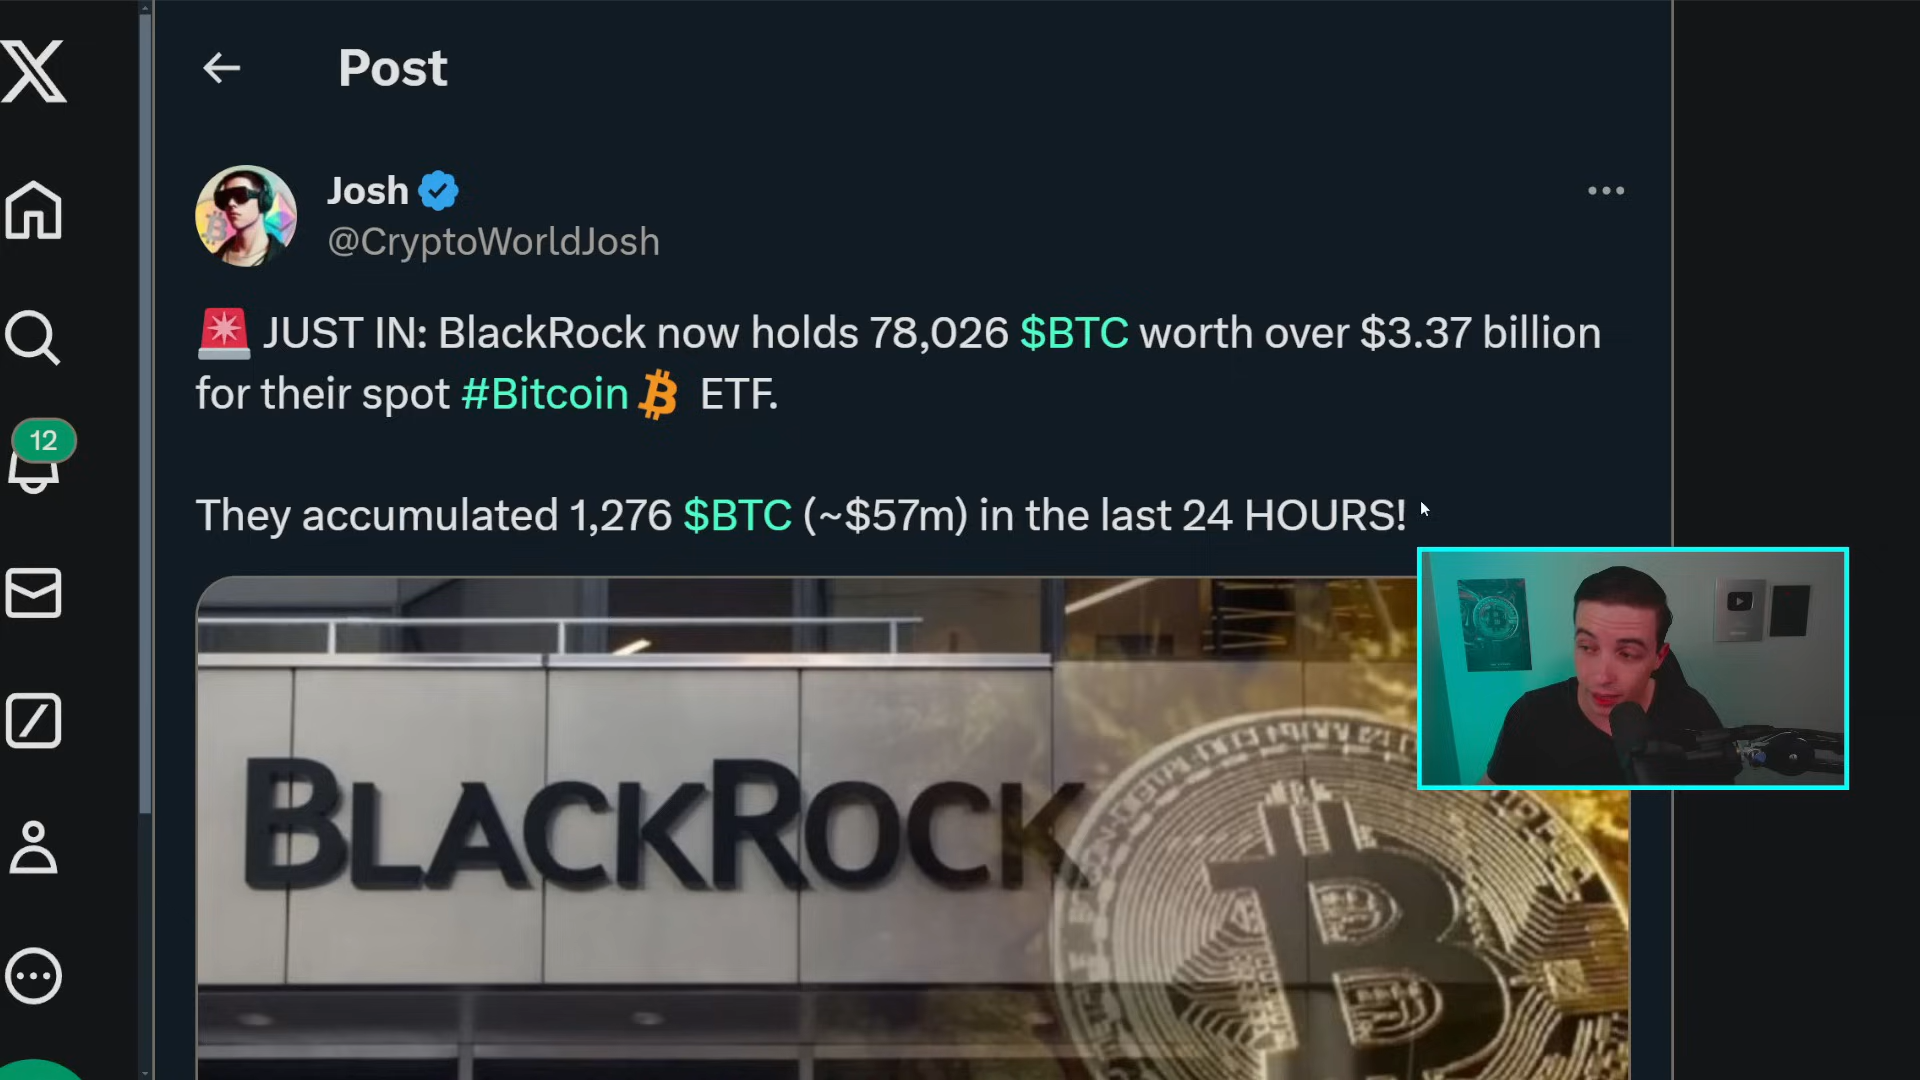 Post
Josh
@CryptoWorldJosh
🚨 JUST IN: BlackRock now holds 78,026 $BTC worth over $3.37 billion
for their spot #Bitcoin ETF.
12
They accumulated 1,276 $BTC (~$57m) in the last 24 HOURS!
BLACKROCK